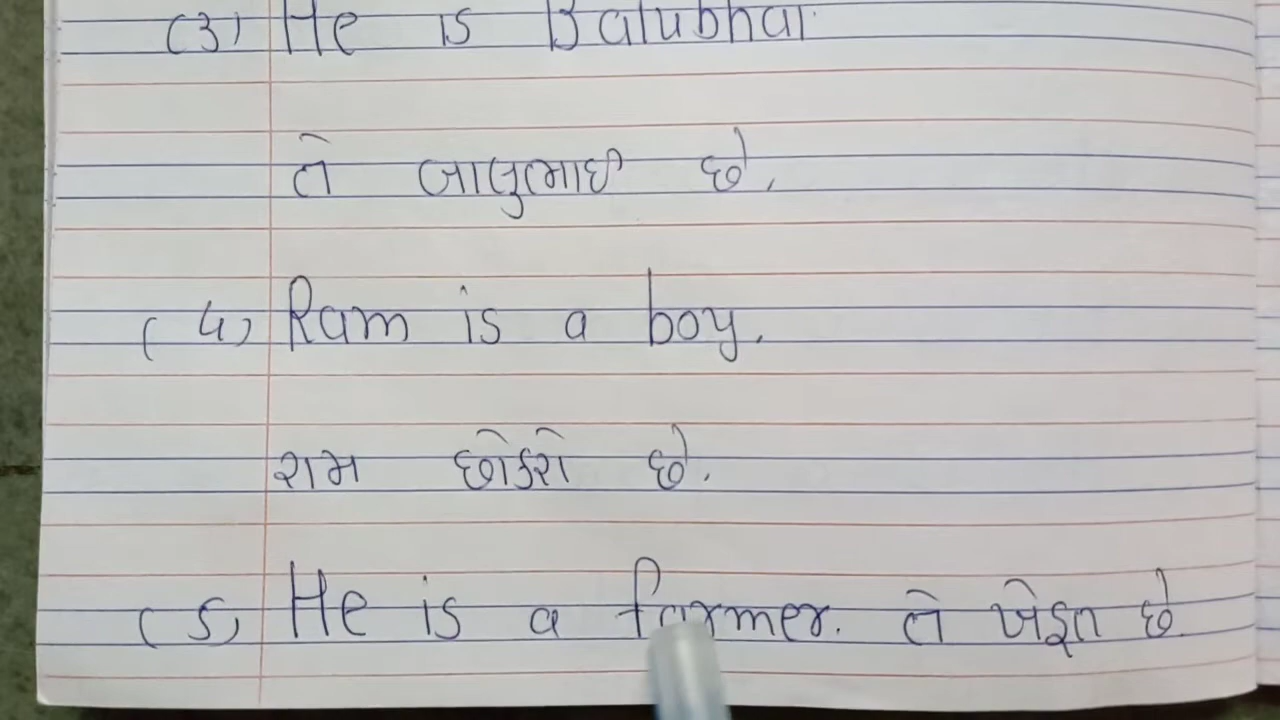 (3) He is Balubhai.
તે બાલુભાઈ છે.
(4) Ram is a boy.
રામ છોકરો છે.
(5) He is a farmer. તે ખેડૂત છે.